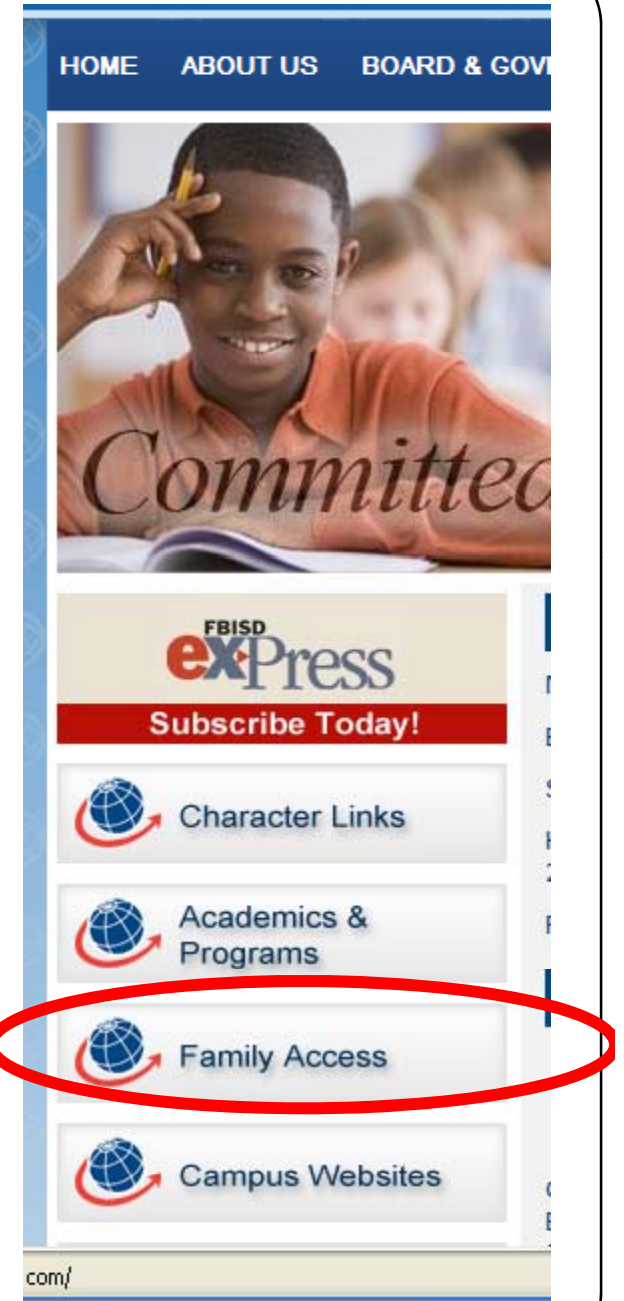 HOME ABOUT US BOARD & GOV
Committed
FBISD
exPress
Subscribe Today!
Character Links
Academics &
Programs
Family Access
Campus Websites
com/